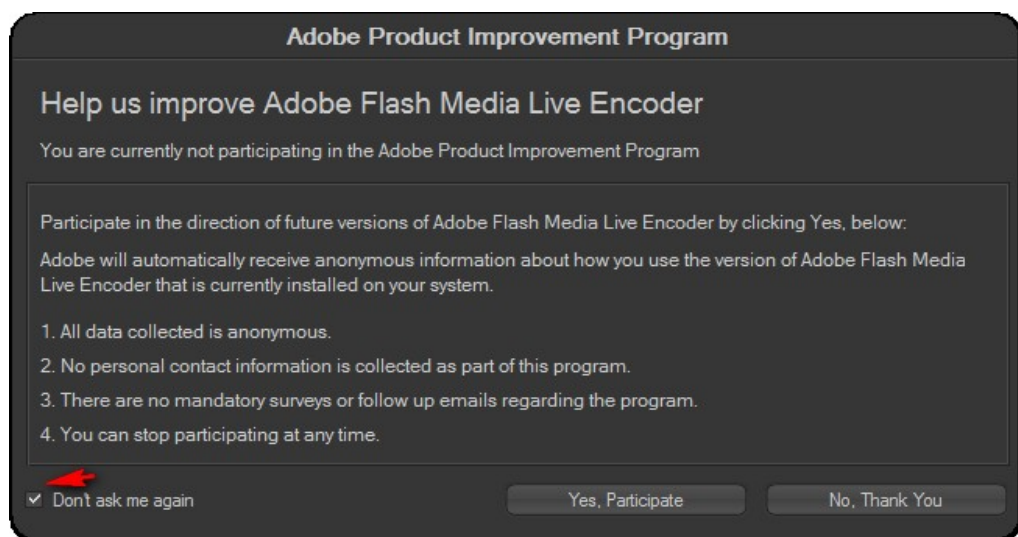 Adobe Product Improvement Program
Help us improve Adobe Flash Media Live Encoder
You are currently not participating in the Adobe Product Improvement Program
Participate in the direction of future versions of Adobe Flash Media Live Encoder by clicking Yes, below:
Adobe will automatically receive anonymous information about how you use the version of Adobe Flash Media
Live Encoder that is currently installed on your system.
1. All data collected is anonymous.
2. No personal contact information is collected as part of this program.
3. There are no mandatory surveys or follow up emails regarding the program.
4. You can stop participating at any time.
Don't ask me again
Yes, Participate
No, Thank You